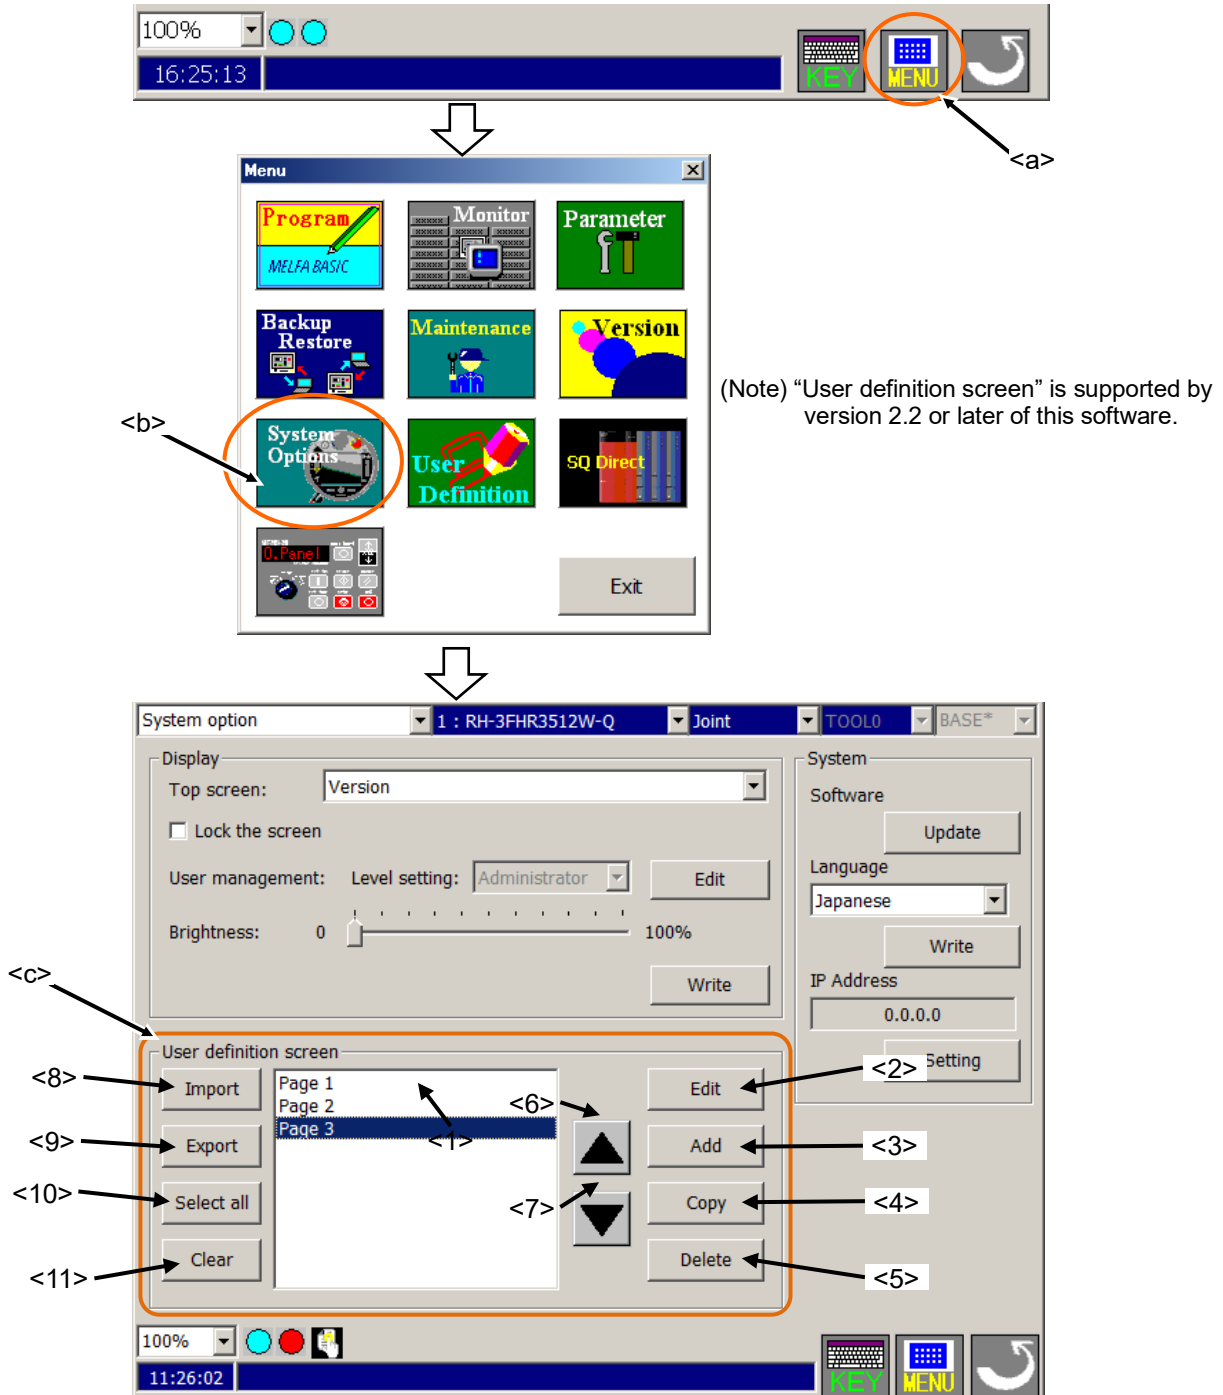 100%
16:25:13
KEY
MENU
<a>
Menu
Program
MELFA BASIC
Monitor
Parameter
Backup
Restore
Maintenance
Version
(Note) “User definition screen” is supported by
version 2.2 or later of this software.
<b>
System
Options
User
Definition
SQ Direct
O.Panel
Exit
System option
1 : RH-3FHR3512W-Q
Joint
TOOL0
BASE*
Display
Top screen:
Version
Lock the screen
User management:
Level setting:
Administrator
Edit
Brightness:
0
100%
Write
System
Software
Update
Language
Japanese
Write
IP Address
0.0.0.0
Setting
<c>
User definition screen
<8>
Import
Page 1
Page 2
Page 3
<1>
<6>
Edit
<2>
<9>
Export
Add
<3>
<10>
Select all
<7>
Copy
<4>
<11>
Clear
Delete
<5>
100%
11:26:02
KEY
MENU